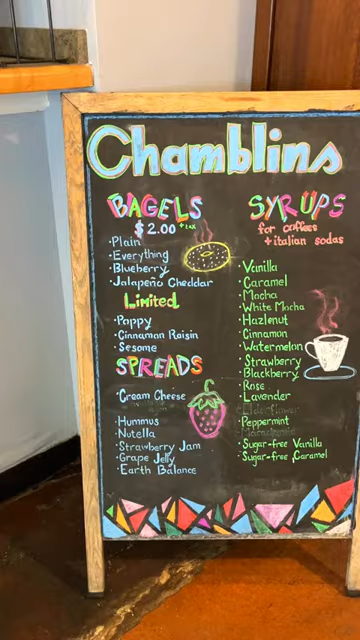 Chamblins
BAGELS
$2.00 +tax
·Plain
·Everything
·Blueberry
·Jalapeño Cheddar
Limited
·Poppy
·Cinnamon Raisin
·Sesame
SPREADS
·Cream Cheese
·Hummus
·Nutella
·Strawberry Jam
·Grape Jelly
·Earth Balance
SYRUPS
for coffees
+italian sodas
·Vanilla
·Caramel
·Mocha
·White Mocha
·Hazlenut
·Cinnamon
·Watermelon
·Strawberry
·Blackberry
·Rose
·Lavender
·Elderflower
·Peppermint
·Sugar-free Vanilla
·Sugar-free Caramel